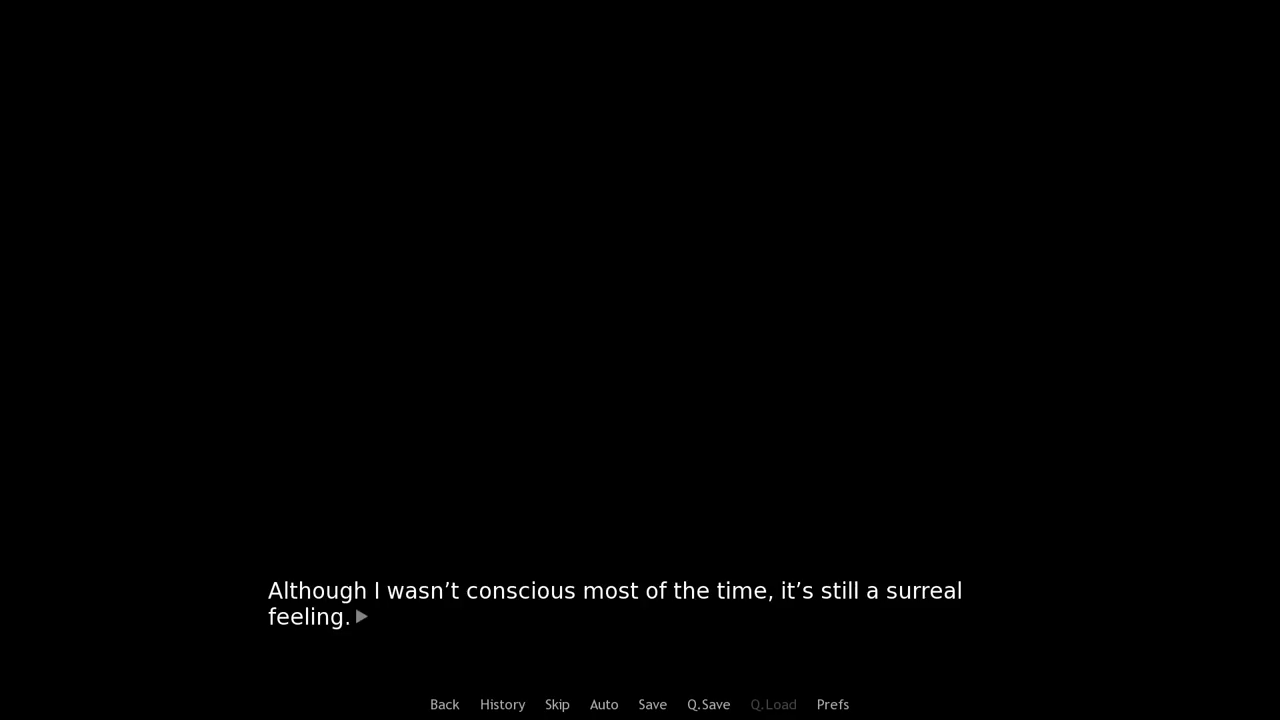 Although I wasn’t conscious most of the time, it’s still a surreal
feeling.
Back History Skip Auto Save Q.Save Q.Load Prefs